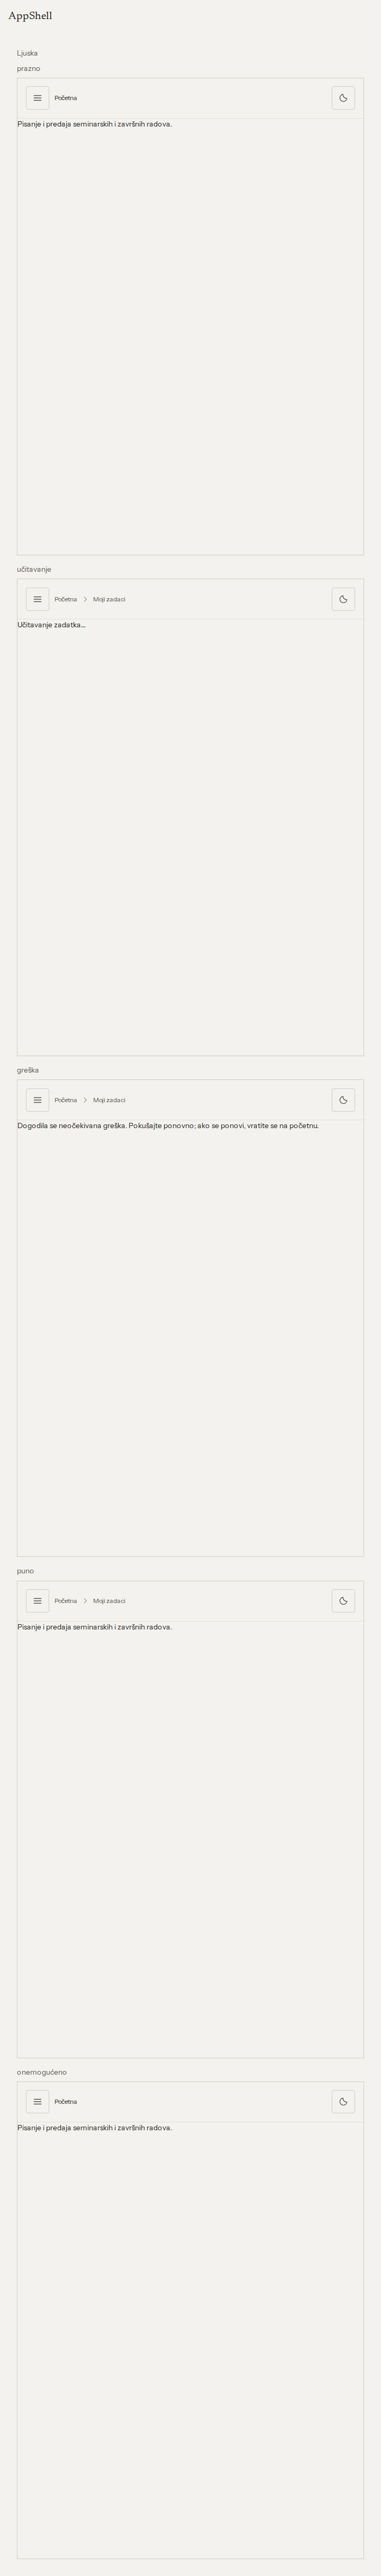 AppShell
Ljuska
prazno
Početna
Pisanje i predaja seminarskih i završnih radova.
učitavanje
Početna > Moji zadaci
Učitavanje zadatka…
greška
Početna > Moji zadaci
Dogodila se neočekivana greška. Pokušajte ponovno; ako se ponovi, vratite se na početnu.
puno
Početna > Moji zadaci
Pisanje i predaja seminarskih i završnih radova.
onemogućeno
Početna
Pisanje i predaja seminarskih i završnih radova.